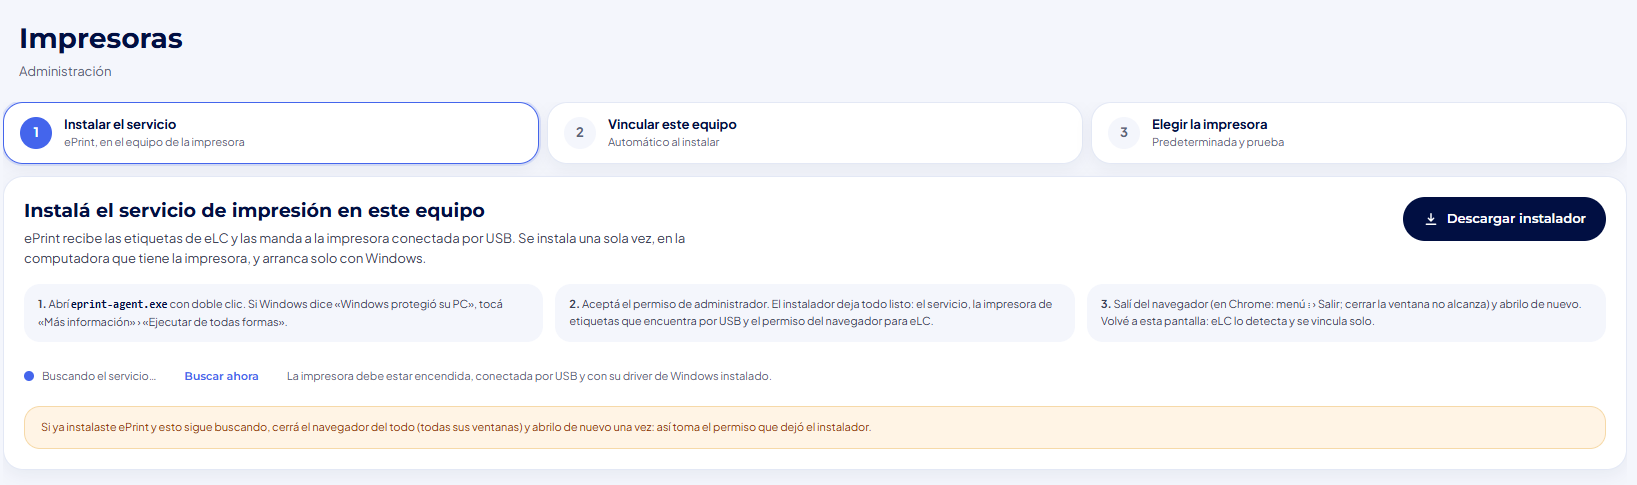 Impresoras
Administración
1
Instalar el servicio
ePrint, en el equipo de la impresora
2
Vincular este equipo
Automático al instalar
3
Elegir la impresora
Predeterminada y prueba
Instalá el servicio de impresión en este equipo
Descargar instalador
ePrint recibe las etiquetas de eLC y las manda a la impresora conectada por USB. Se instala una sola vez, en la
computadora que tiene la impresora, y arranca solo con Windows.
1. Abrí eprint-agent.exe con doble clic. Si Windows dice «Windows protegió su PC», tocá
«Más información» › «Ejecutar de todas formas».
2. Aceptá el permiso de administrador. El instalador deja todo listo: el servicio, la impresora de
etiquetas que encuentra por USB y el permiso del navegador para eLC.
3. Salí del navegador (en Chrome: menú ⋮ › Salir; cerrar la ventana no alcanza) y abrilo de nuevo.
Volvé a esta pantalla: eLC lo detecta y se vincula solo.
Buscando el servicio… Buscar ahora La impresora debe estar encendida, conectada por USB y con su driver de Windows instalado.
Si ya instalaste ePrint y esto sigue buscando, cerrá el navegador del todo (todas sus ventanas) y abrilo de nuevo una vez: así toma el permiso que dejó el instalador.